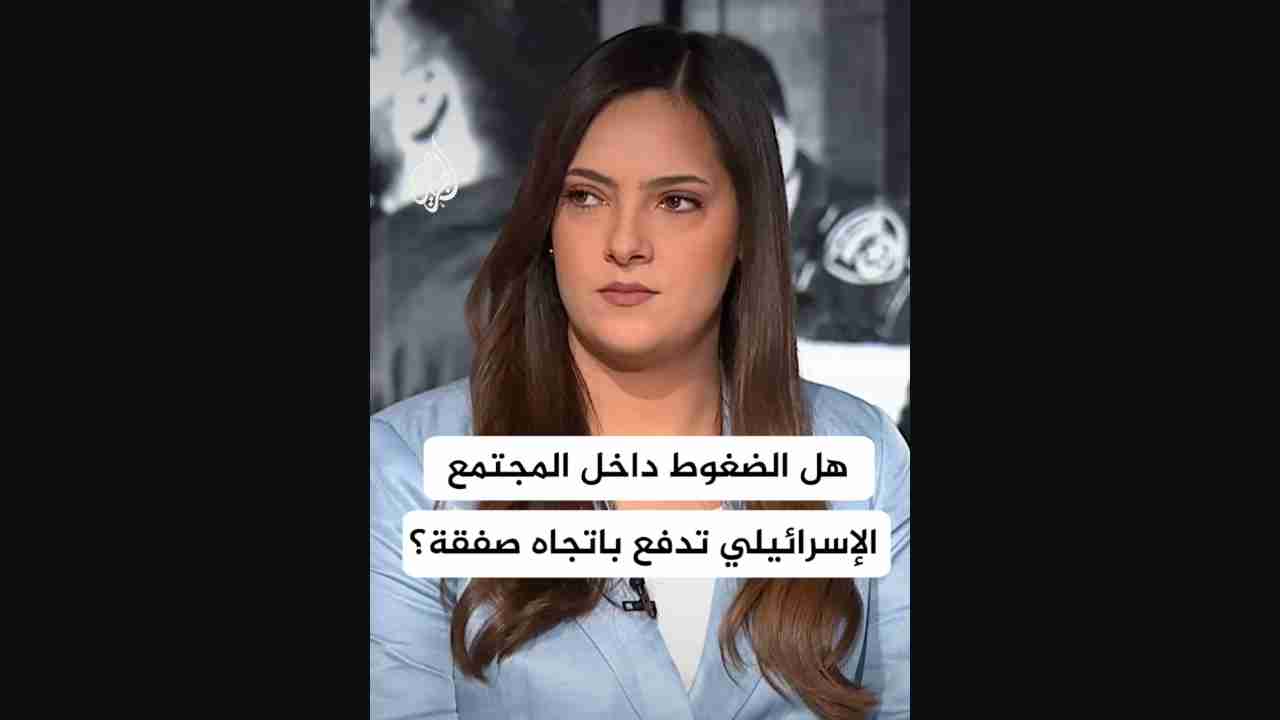 هل الضغوط داخل المجتمع
الإسرائيلي تدفع باتجاه صفقة؟